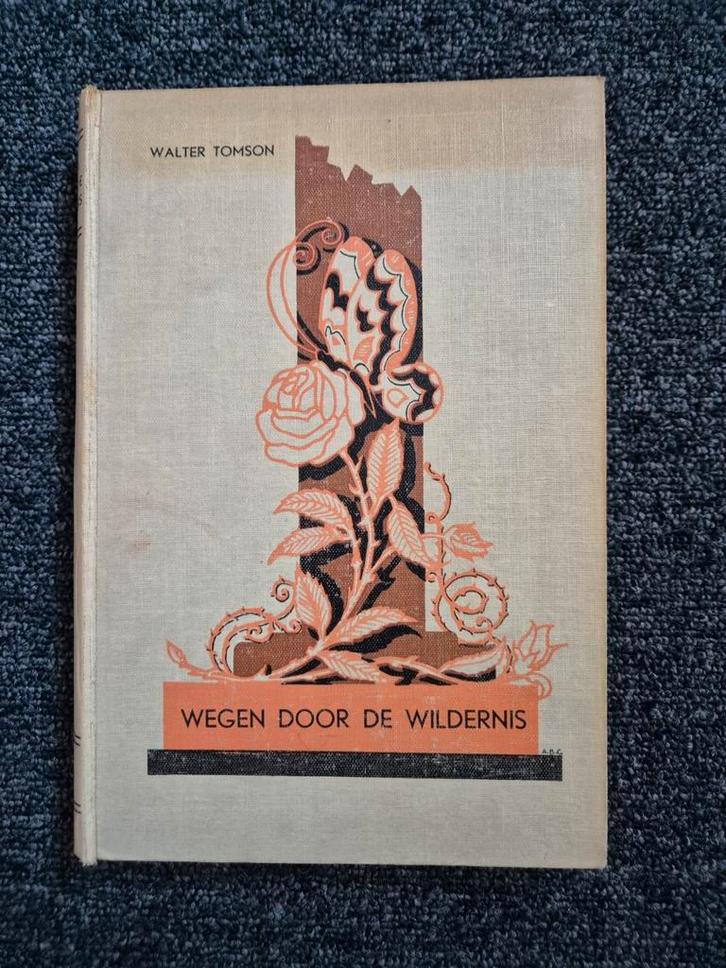 WALTER TOMSON
WEGEN DOOR DE WILDERNIS
A.B.C.